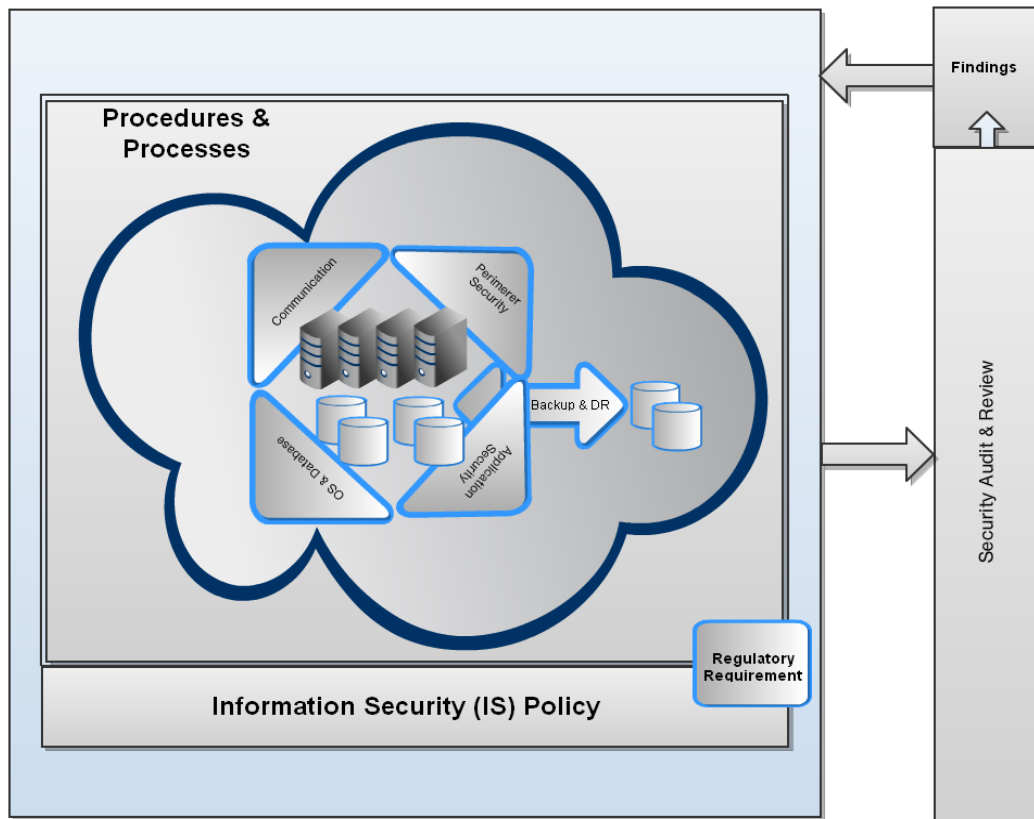 Findings
Procedures &
Processes
Communication
Perimerer
Security
Backup & DR
OS & Database
Application
Security
Security Audit & Review
Regulatory
Requirement
Information Security (IS) Policy